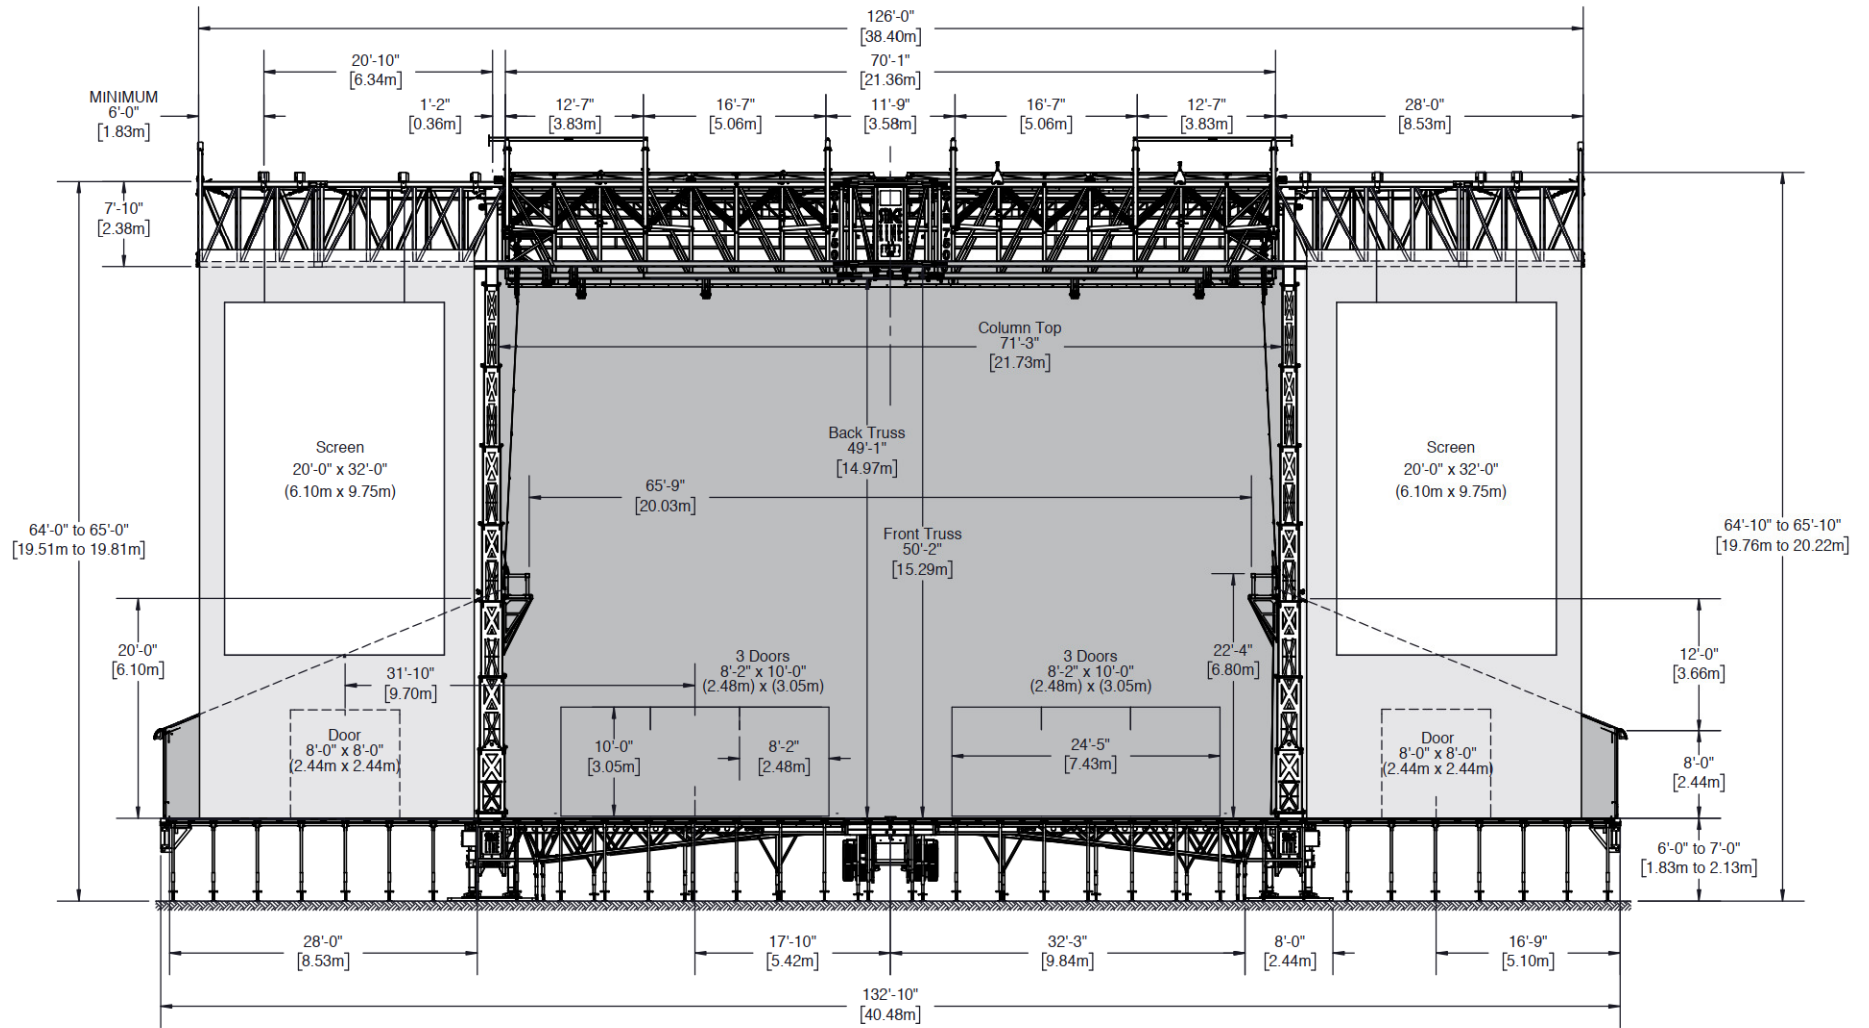 126'-0"
[38.40m]
20'-10"
[6.34m]
70'-1"
[21.36m]
MINIMUM
6'-0"
[1.83m]
1'-2"
[0.36m]
12'-7"
[3.83m]
16'-7"
[5.06m]
11'-9"
[3.58m]
16'-7"
[5.06m]
12'-7"
[3.83m]
28'-0"
[8.53m]
7'-10"
[2.38m]
Column Top
71'-3"
[21.73m]
Screen
20'-0" x 32'-0"
(6.10m x 9.75m)
Back Truss
49'-1"
[14.97m]
Screen
20'-0" x 32'-0"
(6.10m x 9.75m)
65'-9"
[20.03m]
64'-0" to 65'-0"
[19.51m to 19.81m]
Front Truss
50'-2"
[15.29m]
64'-10" to 65'-10"
[19.76m to 20.22m]
20'-0"
[6.10m]
31'-10"
[9.70m]
3 Doors
8'-2" x 10'-0"
(2.48m) x (3.05m)
3 Doors
8'-2" x 10'-0"
(2.48m) x (3.05m)
22'-4"
[6.80m]
12'-0"
[3.66m]
Door
8'-0" x 8'-0"
(2.44m x 2.44m)
10'-0"
[3.05m]
8'-2"
[2.48m]
24'-5"
[7.43m]
Door
8'-0" x 8'-0"
(2.44m x 2.44m)
8'-0"
[2.44m]
6'-0" to 7'-0"
[1.83m to 2.13m]
28'-0"
[8.53m]
17'-10"
[5.42m]
32'-3"
[9.84m]
8'-0"
[2.44m]
16'-9"
[5.10m]
132'-10"
[40.48m]